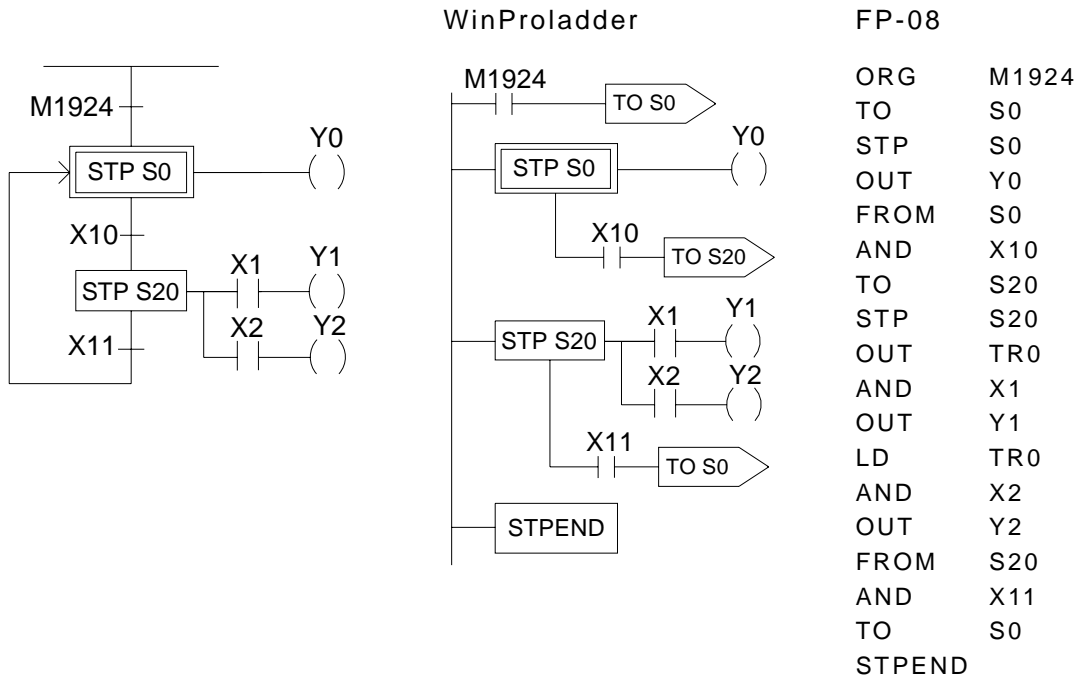 WinProladder
FP-08
M1924
STP S0
Y0
X10
STP S20
X1
Y1
X2
Y2
X11
M1924
TO S0
STP S0
Y0
X10
TO S20
STP S20
X1
Y1
X2
Y2
X11
TO S0
STPEND
ORG M1924
TO S0
STP S0
OUT Y0
FROM S0
AND X10
TO S20
STP S20
OUT TR0
AND X1
OUT Y1
LD TR0
AND X2
OUT Y2
FROM S20
AND X11
TO S0
STPEND